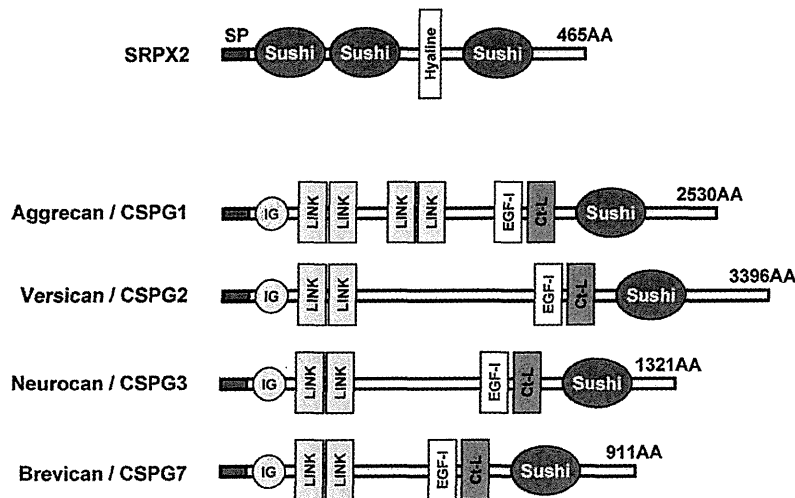 SP
465AA
SRPX2
Sushi
Sushi
Hyaline
Sushi
2530AA
Aggrecan / CSPG1
IG
LINK
LINK
LINK
LINK
EGF-I
Ct-L
Sushi
3396AA
Versican / CSPG2
IG
LINK
LINK
EGF-I
Ct-L
Sushi
1321AA
Neurocan / CSPG3
IG
LINK
LINK
EGF-I
Ct-L
Sushi
911AA
Brevican / CSPG7
IG
LINK
LINK
EGF-I
Ct-L
Sushi